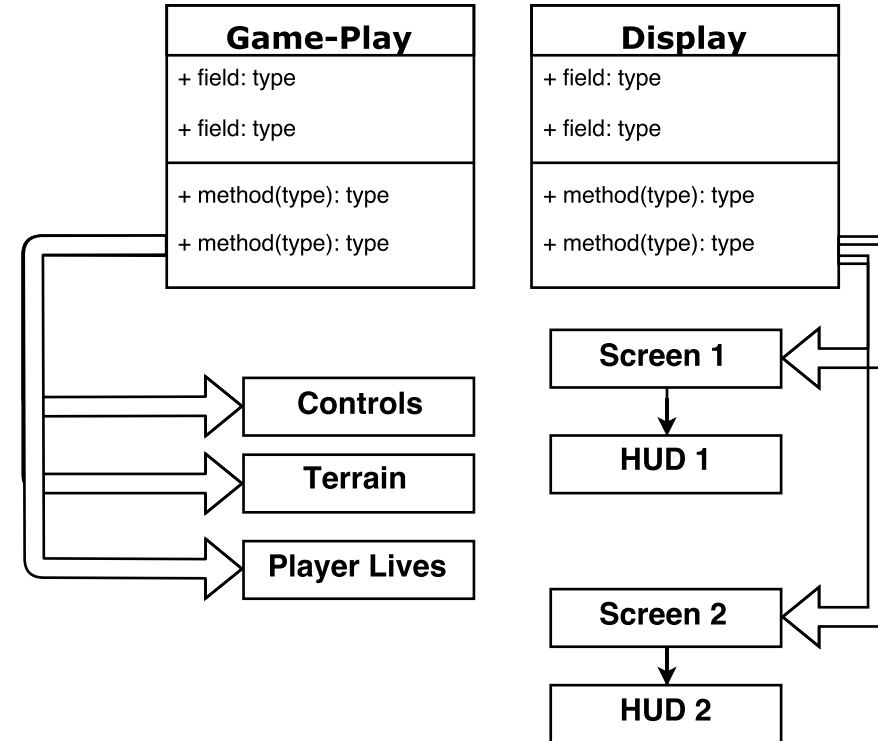 Game-Play
+ field: type
+ field: type
+ method(type): type
+ method(type): type
Controls
Terrain
Player Lives
Display
+ field: type
+ field: type
+ method(type): type
+ method(type): type
Screen 1
HUD 1
Screen 2
HUD 2